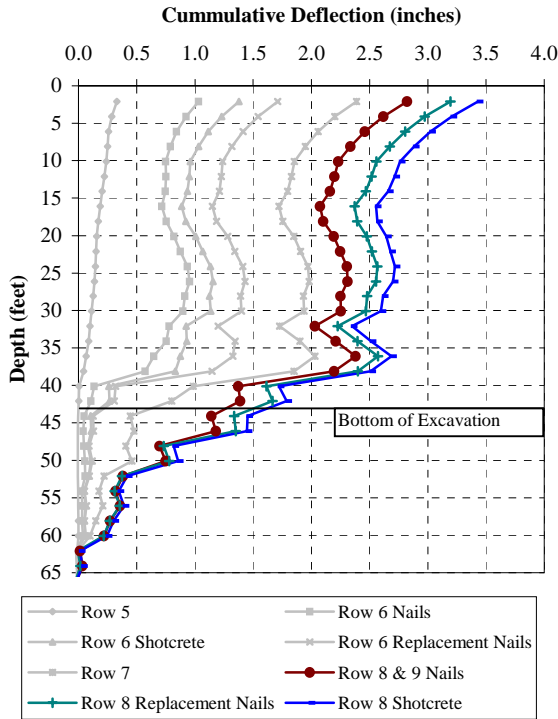 Cummulative Deflection (inches)
0.0 0.5 1.0 1.5 2.0 2.5 3.0 3.5 4.0
0
5
10
15
20
25
30
35
40
45
50
55
60
65
Depth (feet)
Bottom of Excavation
Row 5 Row 6 Nails
Row 6 Shotcrete Row 6 Replacement Nails
Row 7 Row 8 & 9 Nails
Row 8 Replacement Nails Row 8 Shotcrete